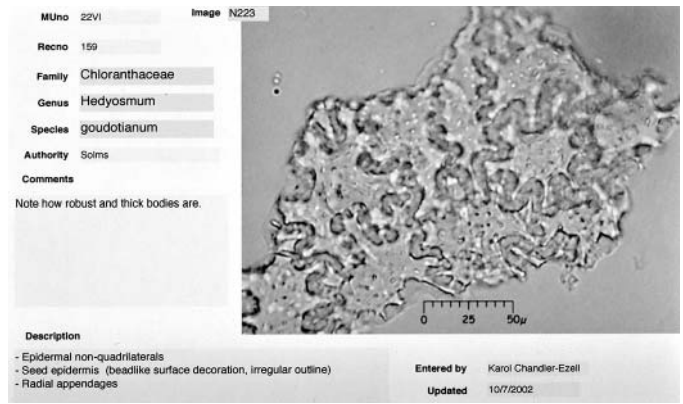 MUno 22VI Image N223
Recno 159
Family Chloranthaceae
Genus Hedyosmum
Species goudotianum
Authority Solms
Comments
Note how robust and thick bodies are.
0 25 50µ
Description
- Epidermal non-quadrilaterals
- Seed epidermis (beadlike surface decoration, irregular outline)
- Radial appendages
Entered by Karol Chandler-Ezell
Updated 10/7/2002